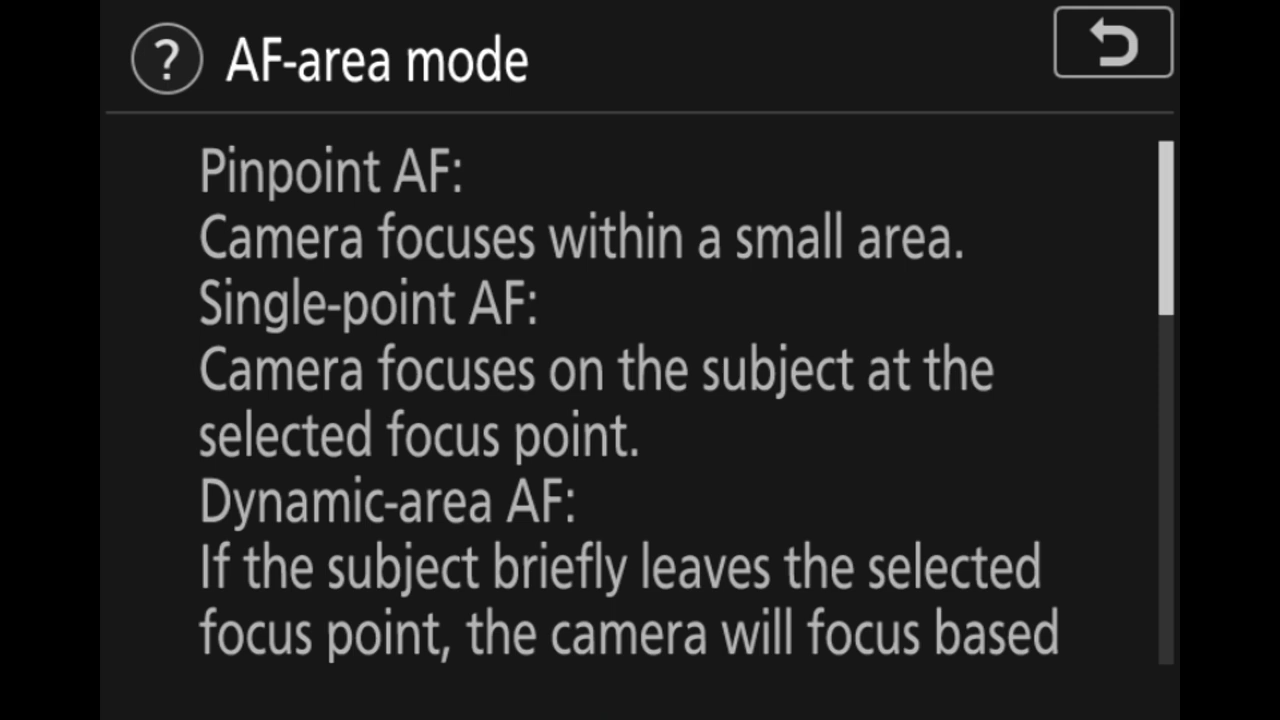 ? AF-area mode
Pinpoint AF:
Camera focuses within a small area.
Single-point AF:
Camera focuses on the subject at the
selected focus point.
Dynamic-area AF:
If the subject briefly leaves the selected
focus point, the camera will focus based